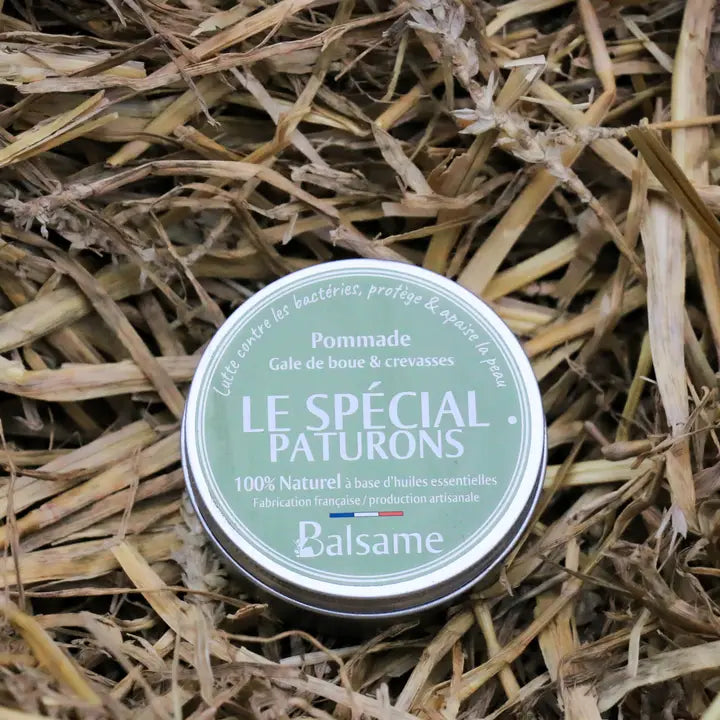 Lutte contre les bactéries, protège & apaise la peau
Pommade
Gale de boue & crevasses
LE SPÉCIAL
PATURONS
100% Naturel à base d'huiles essentielles
Fabrication française / production artisanale
Balsame